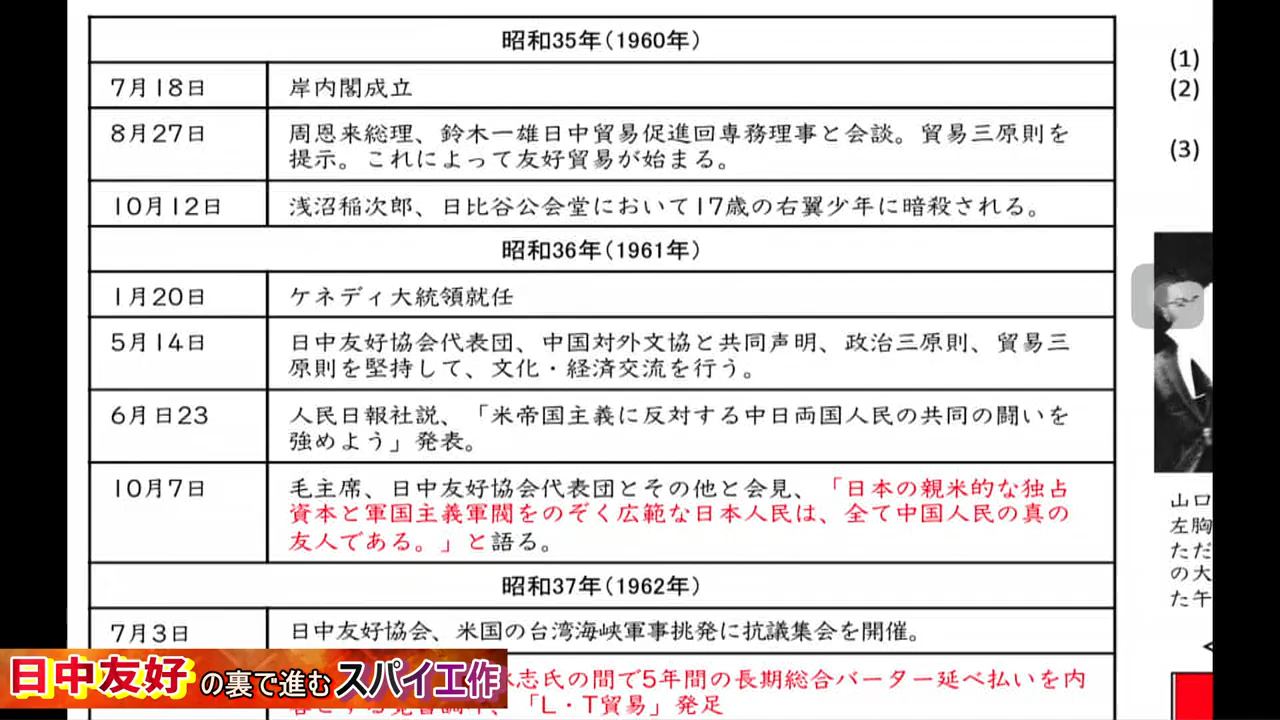 昭和35年(1960年)
7月18日
岸内閣成立
8月27日
周恩来総理、鈴木一雄日中貿易促進回専務理事と会談。貿易三原則を
提示。これによって友好貿易が始まる。
10月12日
浅沼稲次郎、日比谷公会堂において17歳の右翼少年に暗殺される。
昭和36年(1961年)
1月20日
ケネディ大統領就任
5月14日
日中友好協会代表団、中国対外文協と共同声明、政治三原則、貿易三
原則を堅持して、文化・経済交流を行う。
6月日23
人民日報社説、「米帝国主義に反対する中日両国人民の共同の闘いを
強めよう」発表。
10月7日
毛主席、日中友好協会代表団とその他と会見、「日本の親米的な独占
資本と軍国主義軍閥をのぞく広範な日本人民は、全て中国人民の真の
友人である。」と語る。
昭和37年(1962年)
7月3日
日中友好協会、米国の台湾海峡軍事挑発に抗議集会を開催。
志氏の間で5年間の長期総合バーター延べ払いを内
「L・T貿易」発足
(1)
(2)
(3)
山口
左胸
ただ
の大
た午
日中友好の裏で進むスパイ工作